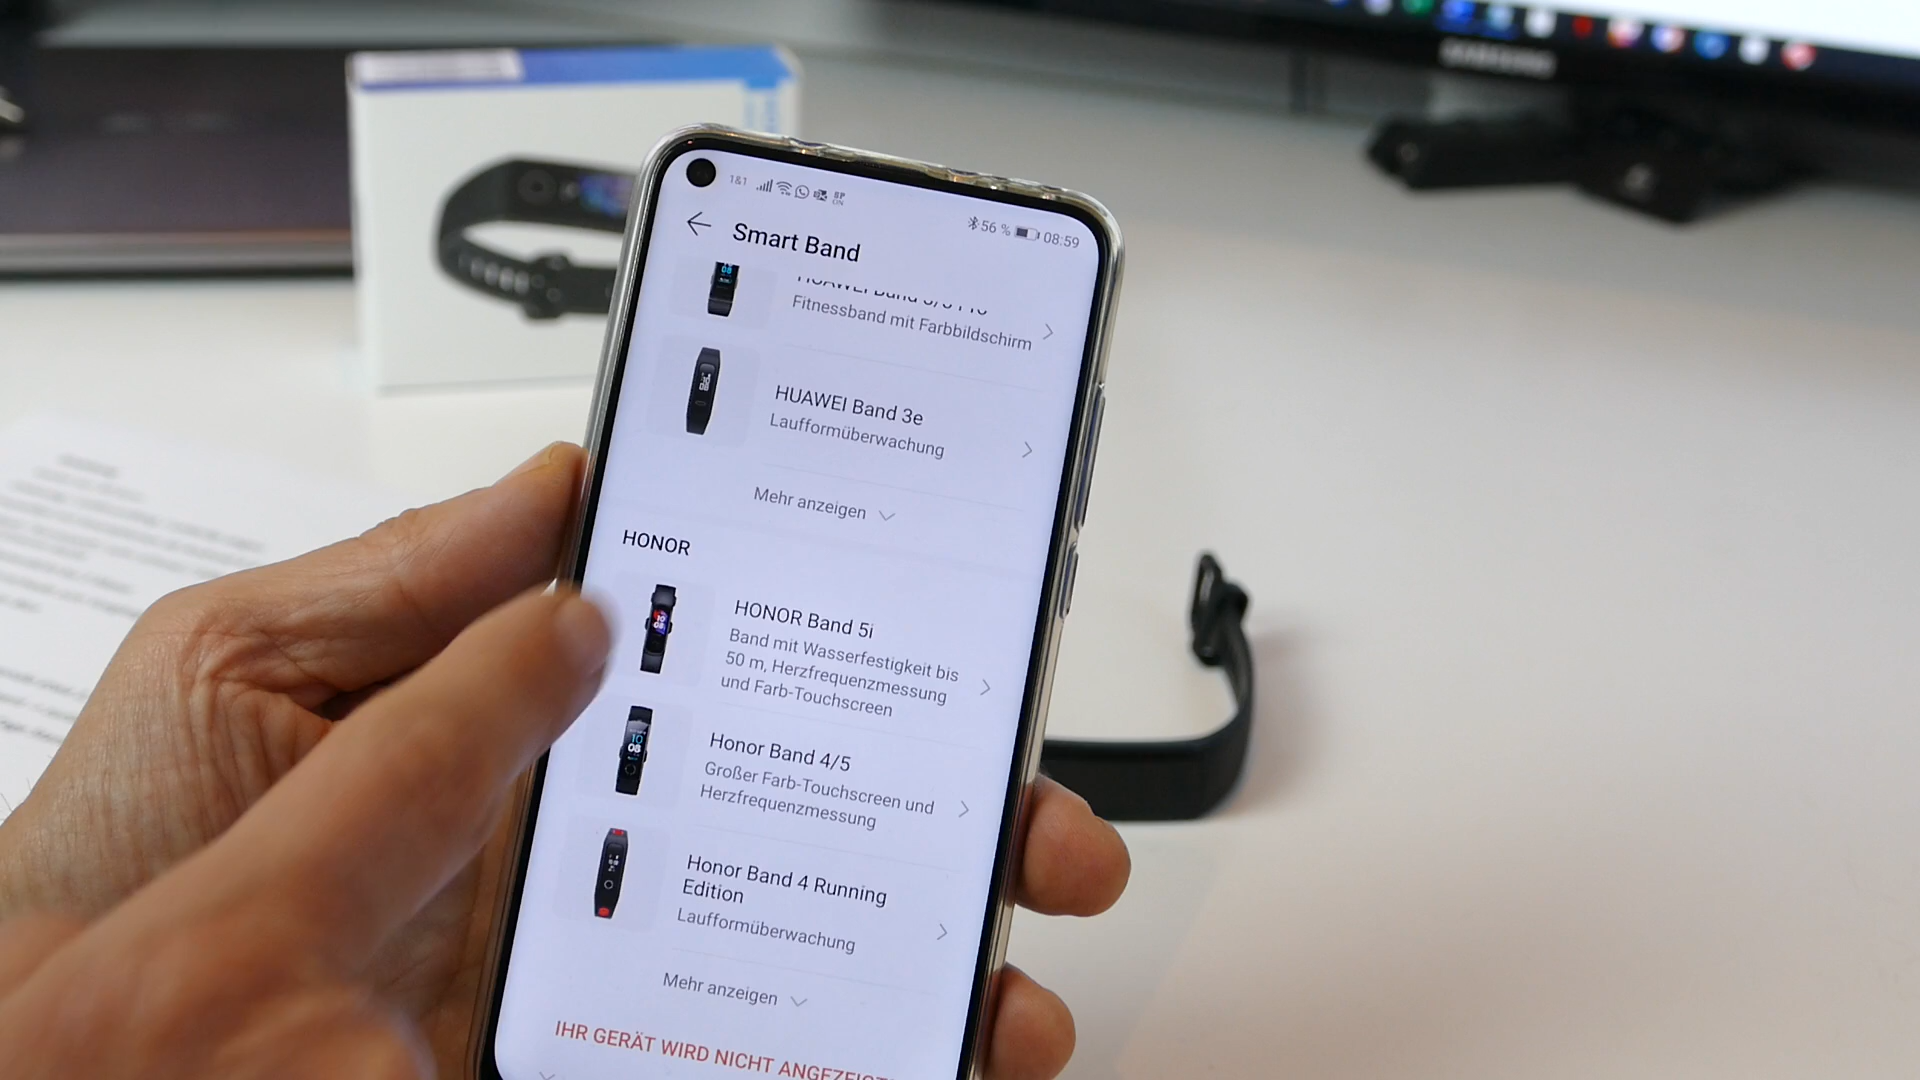 1&1
56 %
08:59
Smart Band
Fitnessband mit Farbbildschirm
HUAWEI Band 3e
Laufformüberwachung
Mehr anzeigen
HONOR
HONOR Band 5i
Band mit Wasserfestigkeit bis
50 m, Herzfrequenzmessung
und Farb-Touchscreen
Honor Band 4/5
Großer Farb-Touchscreen und
Herzfrequenzmessung
Honor Band 4 Running
Edition
Laufformüberwachung
Mehr anzeigen
IHR GERÄT WIRD NICHT
SAMSUNG